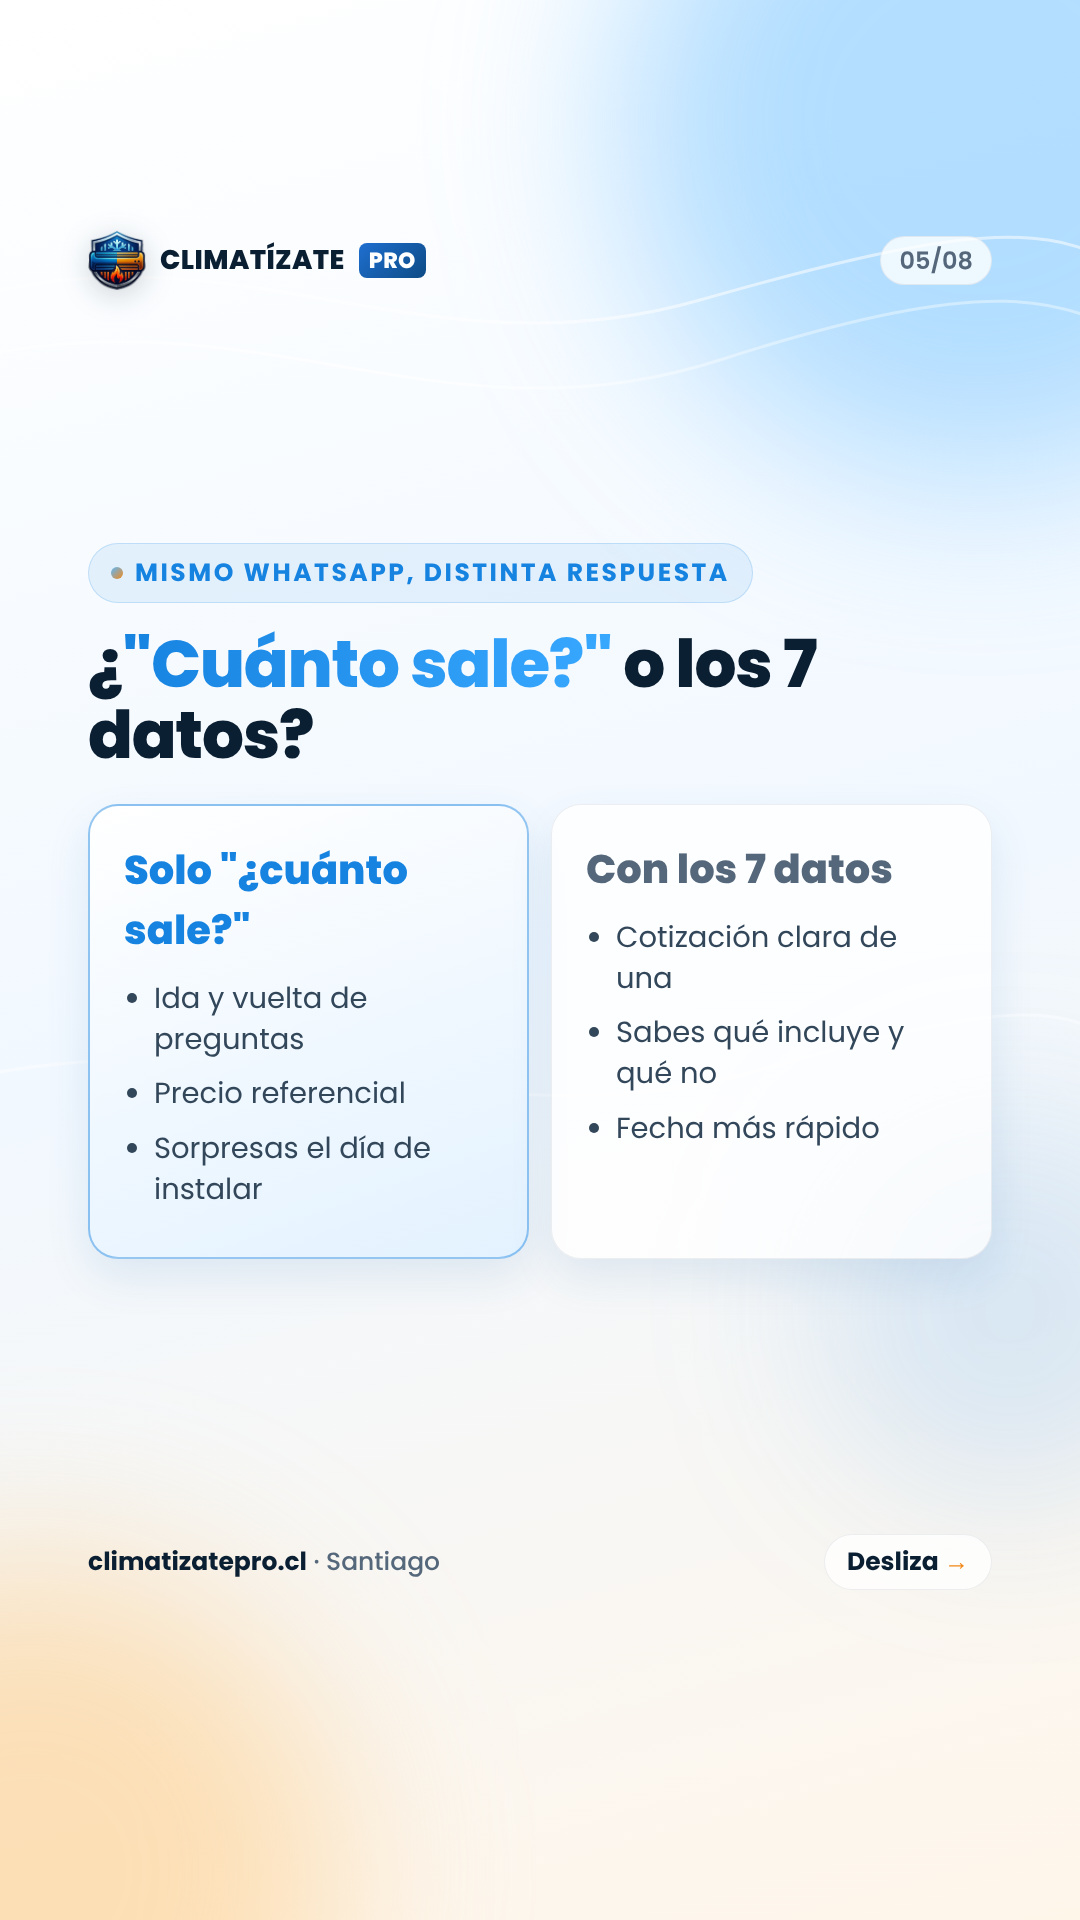 CLIMATÍZATE PRO
05/08
MISMO WHATSAPP, DISTINTA RESPUESTA
¿"Cuánto sale?" o los 7
datos?
Solo "¿cuánto
sale?"
• Ida y vuelta de
preguntas
• Precio referencial
• Sorpresas el día de
instalar
Con los 7 datos
• Cotización clara de
una
• Sabes qué incluye y
qué no
• Fecha más rápido
climatizatepro.cl · Santiago
Desliza →